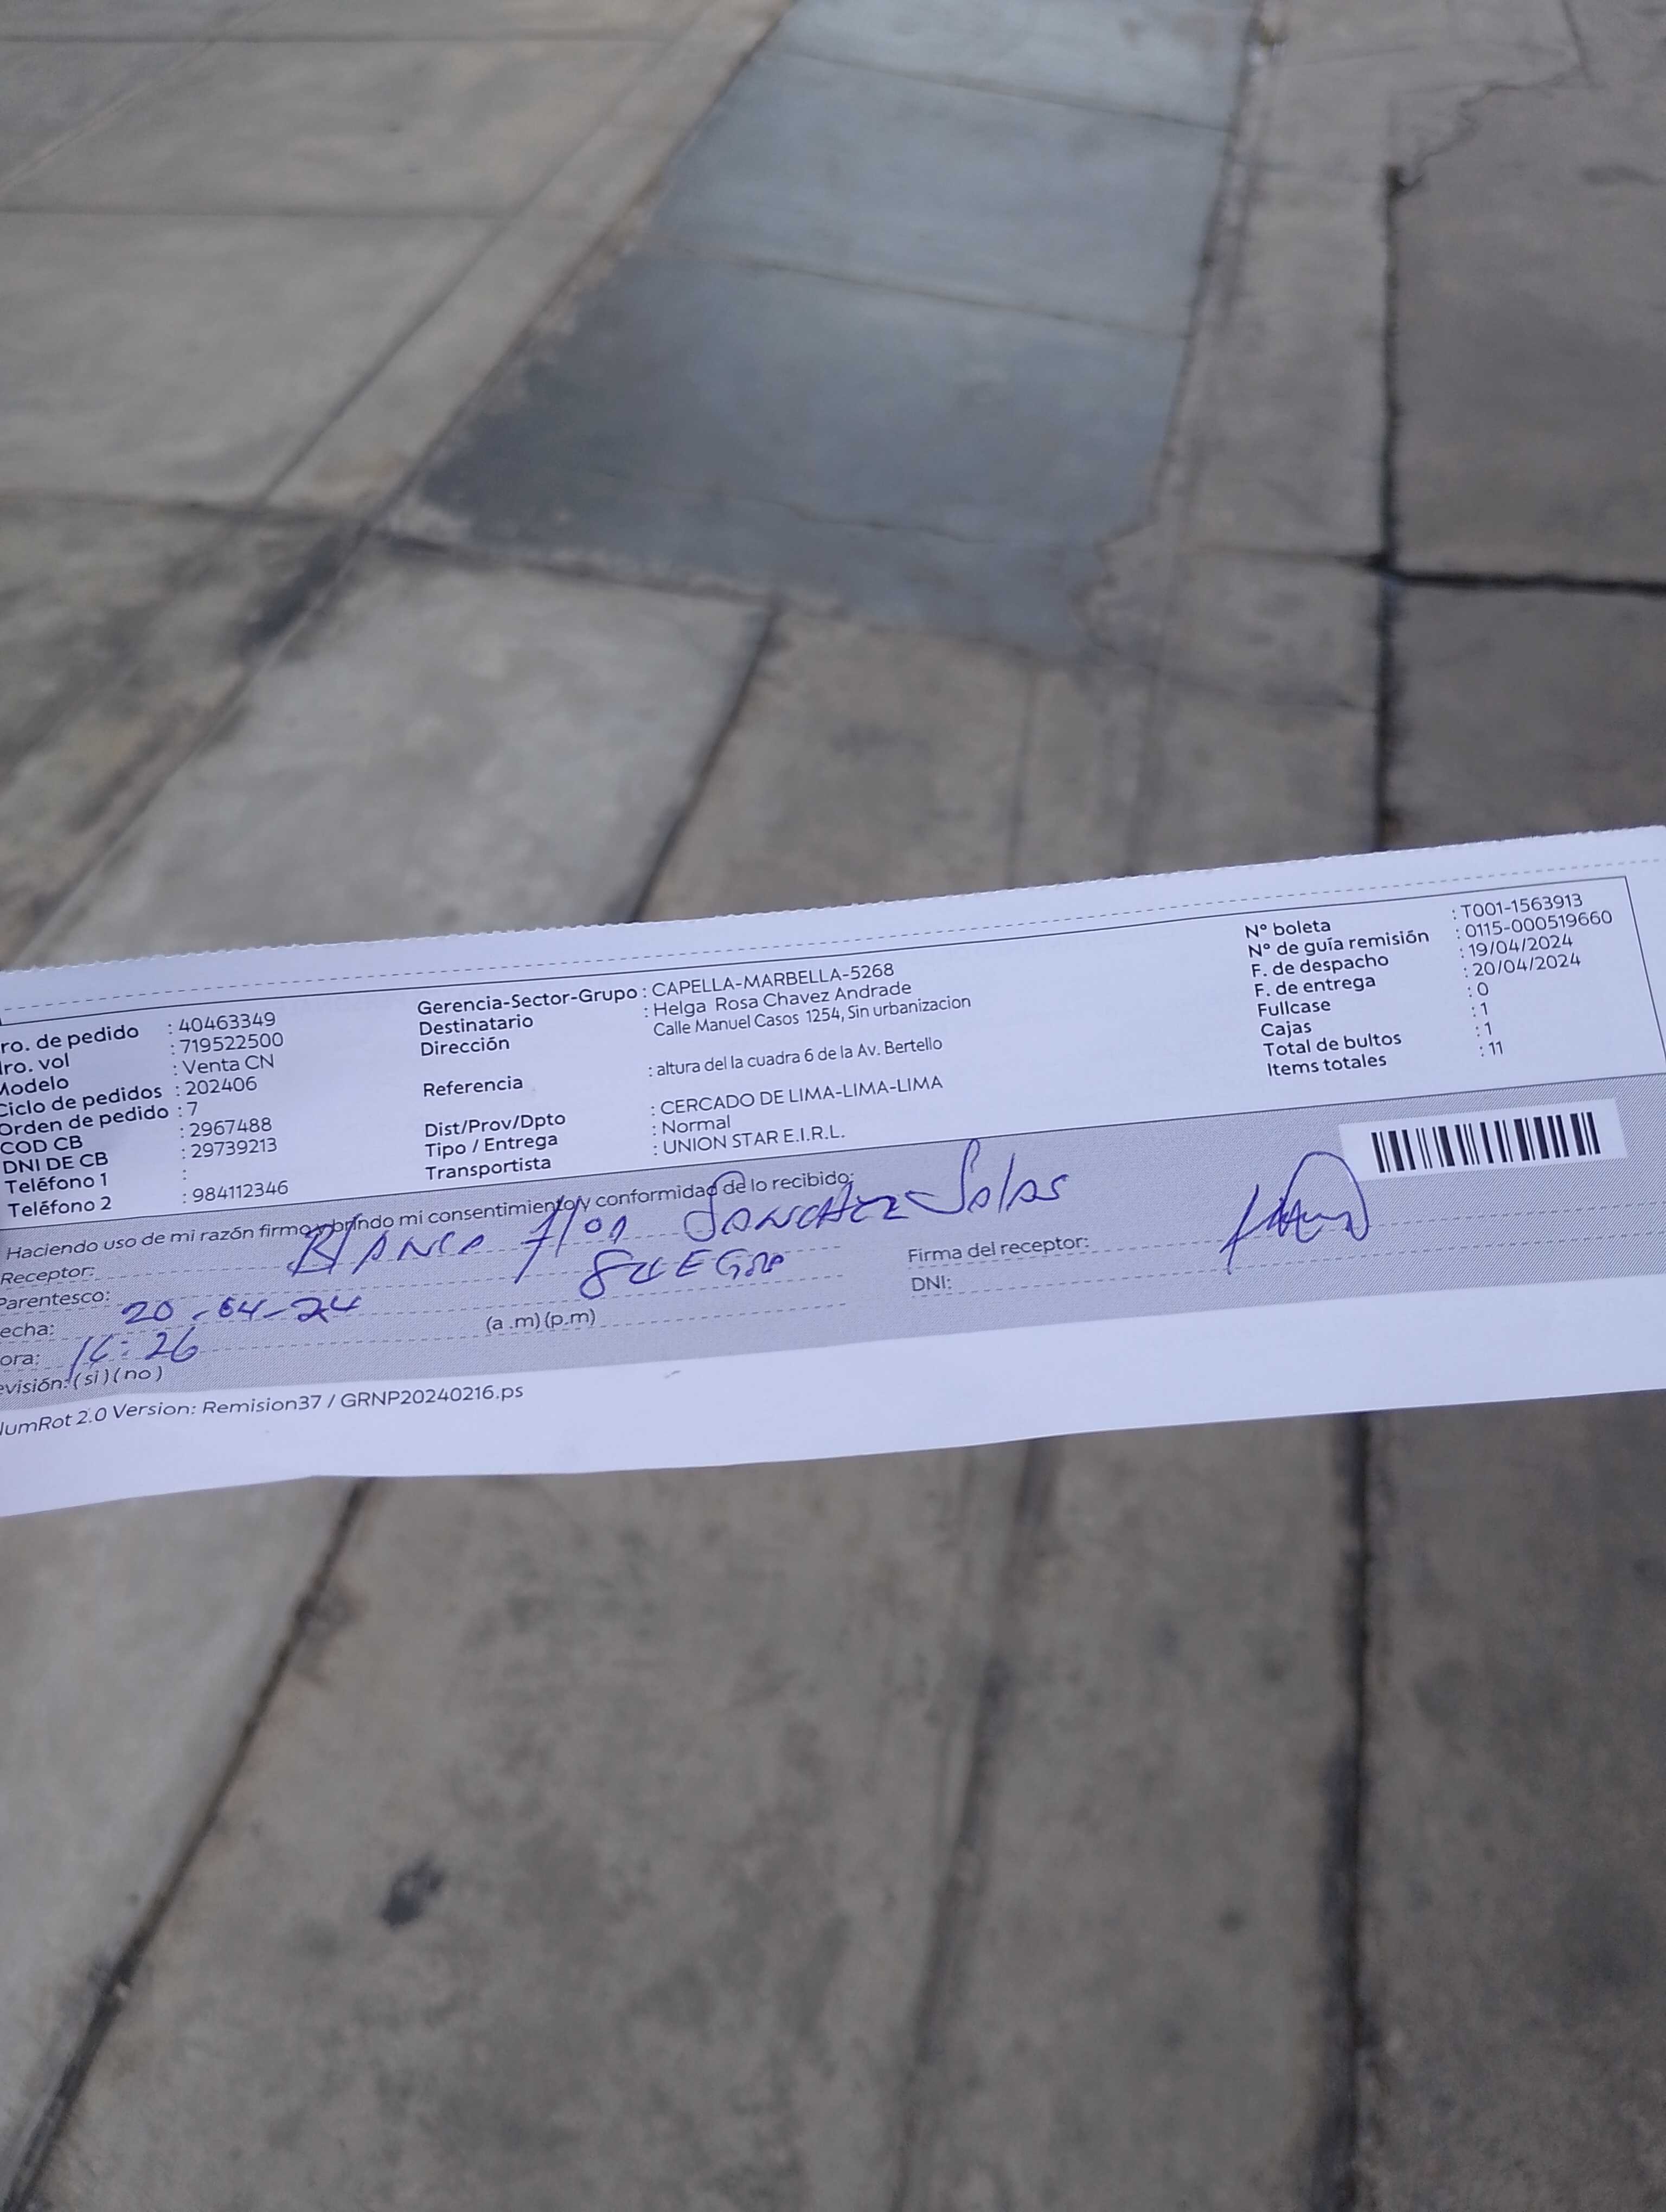 ro. de pedido : 40463349
ro. vol : 719522500
Modelo : Venta CN
Ciclo de pedidos : 202406
Orden de pedido : 7
COD CB : 2967488
DNI DE CB : 29739213
Teléfono 1 :
Teléfono 2 : 984112346
Gerencia-Sector-Grupo : CAPELLA-MARBELLA-5268
Destinatario : Helga Rosa Chavez Andrade
Dirección Calle Manuel Casos 1254, Sin urbanizacion
Referencia : altura del la cuadra 6 de la Av. Bertello
Dist/Prov/Dpto : CERCADO DE LIMA-LIMA-LIMA
Tipo / Entrega : Normal
Transportista : UNION STAR E.I.R.L.
N° boleta : T001-1563913
N° de guía remisión : 0115-000519660
F. de despacho : 19/04/2024
F. de entrega : 20/04/2024
Fullcase : 0
Cajas : 1
Total de bultos : 1
Items totales : 11
Haciendo uso de mi razón firmo y brindo mi consentimiento y conformidad de lo recibido:
Receptor: BlANCA flor SANCHEZ Salas
Parentesco: SUEGRA
echa: 20-04-24
ora: 16:26 (a .m) (p.m)
evisión: (si) (no)
Firma del receptor:
DNI:
umRot 2.0 Version: Remision37 / GRNP20240216.ps